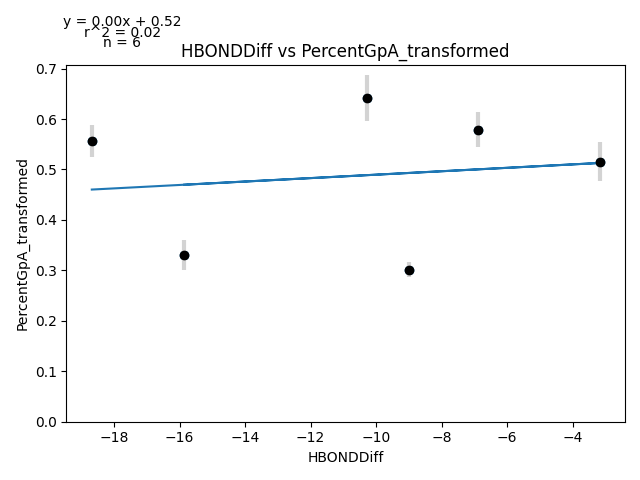 y = 0.00x + 0.52
r^2 = 0.02
n = 6
HBONDDiff vs PercentGpA_transformed
0.7
0.6
0.5
0.4
0.3
0.2
0.1
0.0
PercentGpA_transformed
−18
−16
−14
−12
−10
−8
−6
−4
HBONDDiff